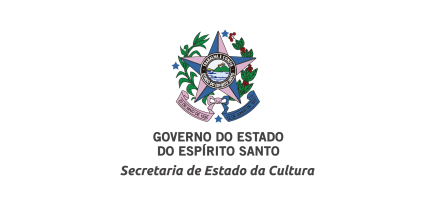 GOVERNO DO ESTADO
DO ESPÍRITO SANTO
Secretaria de Estado da Cultura